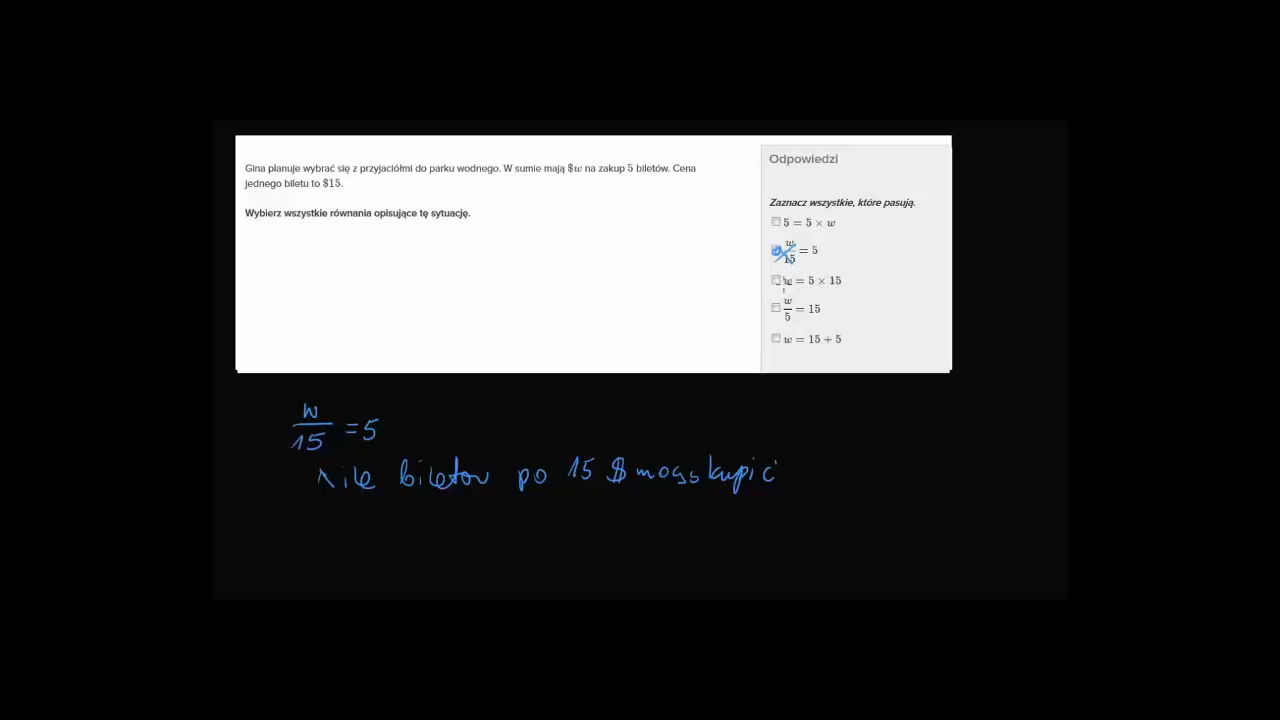 Gina planuje wybrać się z przyjaciółmi do parku wodnego. W sumie mają $w na zakup 5 biletów. Cena
jednego biletu to $15.
Wybierz wszystkie równania opisujące tę sytuację.
Odpowiedzi
Zaznacz wszystkie, które pasują.
5 = 5 × w
w/15 = 5
w = 5 × 15
w/5 = 15
w = 15 + 5
w/15 = 5
ile biletow po 15 $ mogo kupić